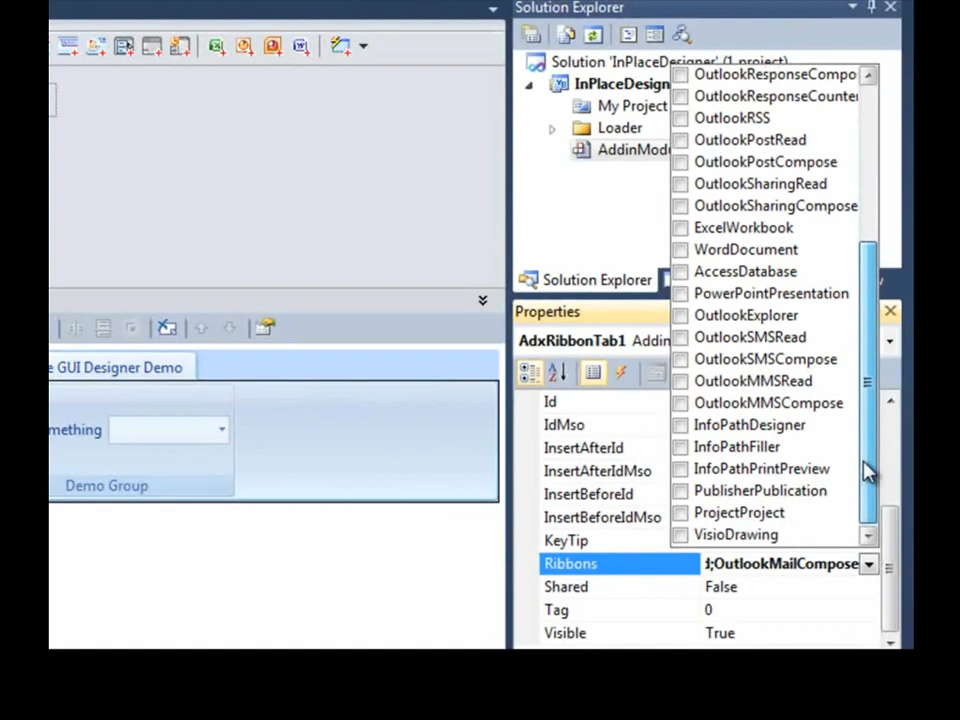 Solution Explorer
Solution 'InPlaceDesigner' (1 project)
InPlaceDesign
My Project
Loader
AddinModu
OutlookResponseCompo
OutlookResponseCounter
OutlookRSS
OutlookPostRead
OutlookPostCompose
OutlookSharingRead
OutlookSharingCompose
ExcelWorkbook
WordDocument
AccessDatabase
PowerPointPresentation
OutlookExplorer
OutlookSMSRead
OutlookSMSCompose
OutlookMMSRead
OutlookMMSCompose
InfoPathDesigner
InfoPathFiller
InfoPathPrintPreview
PublisherPublication
ProjectProject
VisioDrawing
Solution Explorer
Properties
AdxRibbonTab1 Addin
Id
IdMso
InsertAfterId
InsertAfterIdMso
InsertBeforeId
InsertBeforeIdMso
KeyTip
Ribbons ;OutlookMailCompose
Shared False
Tag 0
Visible True
e GUI Designer Demo
mething
Demo Group